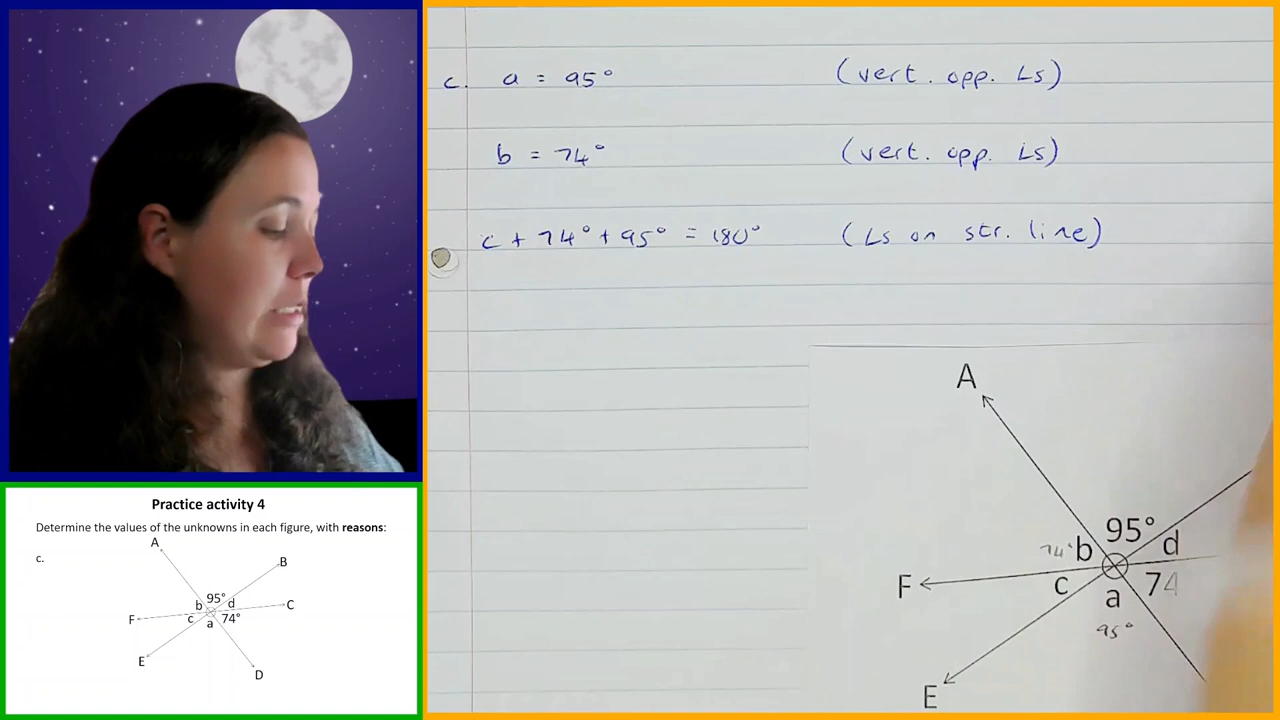 c. a = 95° (vert. opp. ∠s)
b = 74° (vert. opp. ∠s)
c + 74° + 95° = 180° (∠s on str. line)
A
95°
74° b d
F c 74
a
95°
E
Practice activity 4
Determine the values of the unknowns in each figure, with reasons:
c.
A
B
95°
b d C
F c 74°
a
E
D